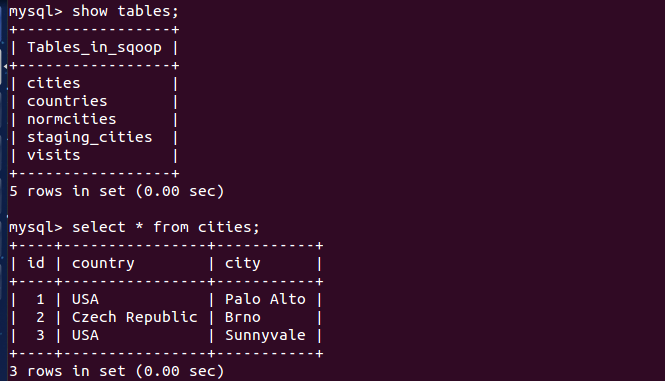 mysql> show tables;
+-----------------+
| Tables_in_sqoop |
+-----------------+
| cities          |
| countries       |
| normcities      |
| staging_cities  |
| visits          |
+-----------------+
5 rows in set (0.00 sec)
mysql> select * from cities;
+----+----------------+-----------+
| id | country        | city      |
+----+----------------+-----------+
|  1 | USA            | Palo Alto |
|  2 | Czech Republic | Brno      |
|  3 | USA            | Sunnyvale |
+----+----------------+-----------+
3 rows in set (0.00 sec)